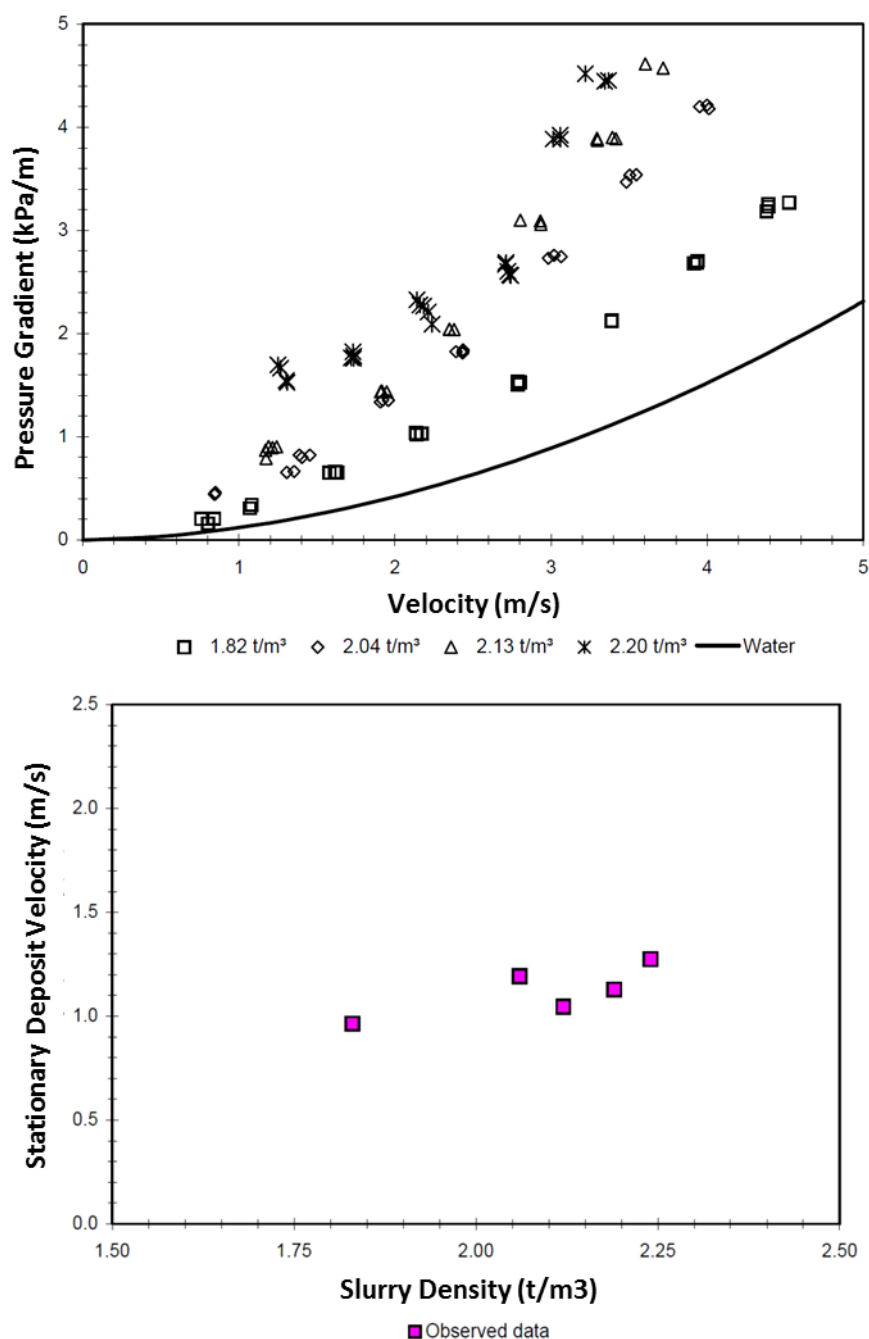 5
4
3
2
1
0
Pressure Gradient (kPa/m)
0 1 2 3 4 5
Velocity (m/s)
1.82 t/m³ 2.04 t/m³ 2.13 t/m³ 2.20 t/m³ Water
2.5
2.0
1.5
1.0
0.5
0.0
Stationary Deposit Velocity (m/s)
1.50 1.75 2.00 2.25 2.50
Slurry Density (t/m3)
Observed data